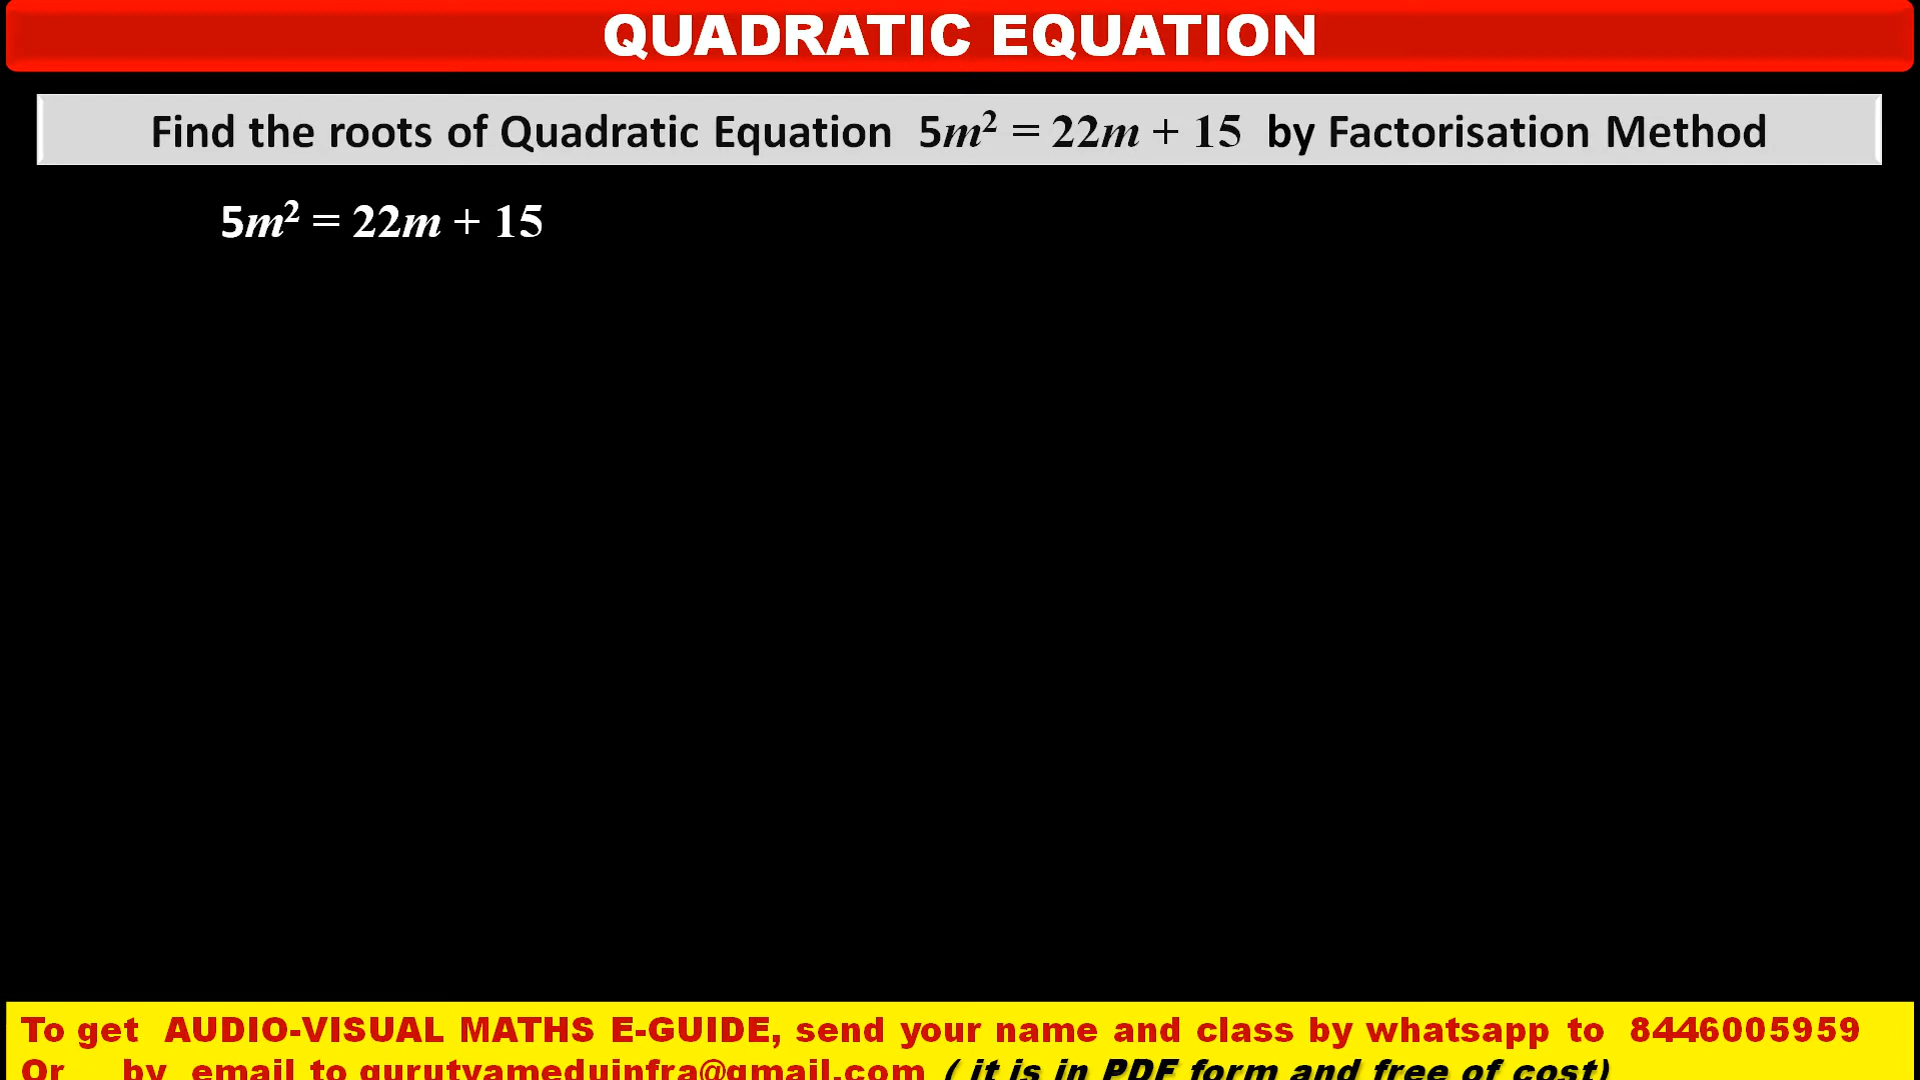 QUADRATIC EQUATION
Find the roots of Quadratic Equation 5m² = 22m + 15 by Factorisation Method
5m² = 22m + 15
To get AUDIO-VISUAL MATHS E-GUIDE, send your name and class by whatsapp to 8446005959
Or by email to gurutvameduinfra@gmail.com ( it is in PDF form and free of cost)